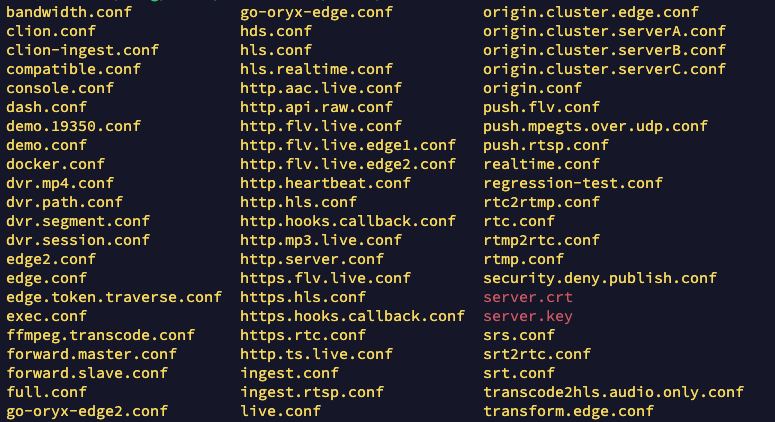 bandwidth.conf go-oryx-edge.conf origin.cluster.edge.conf
clion.conf hds.conf origin.cluster.serverA.conf
clion-ingest.conf hls.conf origin.cluster.serverB.conf
compatible.conf hls.realtime.conf origin.cluster.serverC.conf
console.conf http.aac.live.conf origin.conf
dash.conf http.api.raw.conf push.flv.conf
demo.19350.conf http.flv.live.conf push.mpegts.over.udp.conf
demo.conf http.flv.live.edge1.conf push.rtsp.conf
docker.conf http.flv.live.edge2.conf realtime.conf
dvr.mp4.conf http.heartbeat.conf regression-test.conf
dvr.path.conf http.hls.conf rtc2rtmp.conf
dvr.segment.conf http.hooks.callback.conf rtc.conf
dvr.session.conf http.mp3.live.conf rtmp2rtc.conf
edge2.conf http.server.conf rtmp.conf
edge.conf https.flv.live.conf security.deny.publish.conf
edge.token.traverse.conf https.hls.conf server.crt
exec.conf https.hooks.callback.conf server.key
ffmpeg.transcode.conf https.rtc.conf srs.conf
forward.master.conf http.ts.live.conf srt2rtc.conf
forward.slave.conf ingest.conf srt.conf
full.conf ingest.rtsp.conf transcode2hls.audio.only.conf
go-oryx-edge2.conf live.conf transform.edge.conf